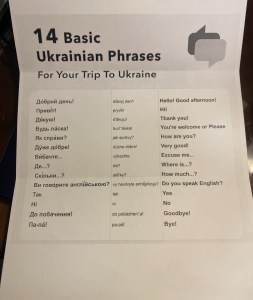 14 Basic
Ukrainian Phrases
For Your Trip To Ukraine
Добрий день! Hello! Good afternoon!
Привіт! pryvit! Hi!
Дякую! Thank you!
Будь ласка! You're welcome or Please
Як справи? How are you?
Дуже добре! Very good!
Вибачте... Excuse me...
Де...? Where is...?
Скільки...? How much...?
Ви говорите англійською? Do you speak English?
Так Yes
Ні ni No
До побачення! Goodbye!
Па-па! Bye!